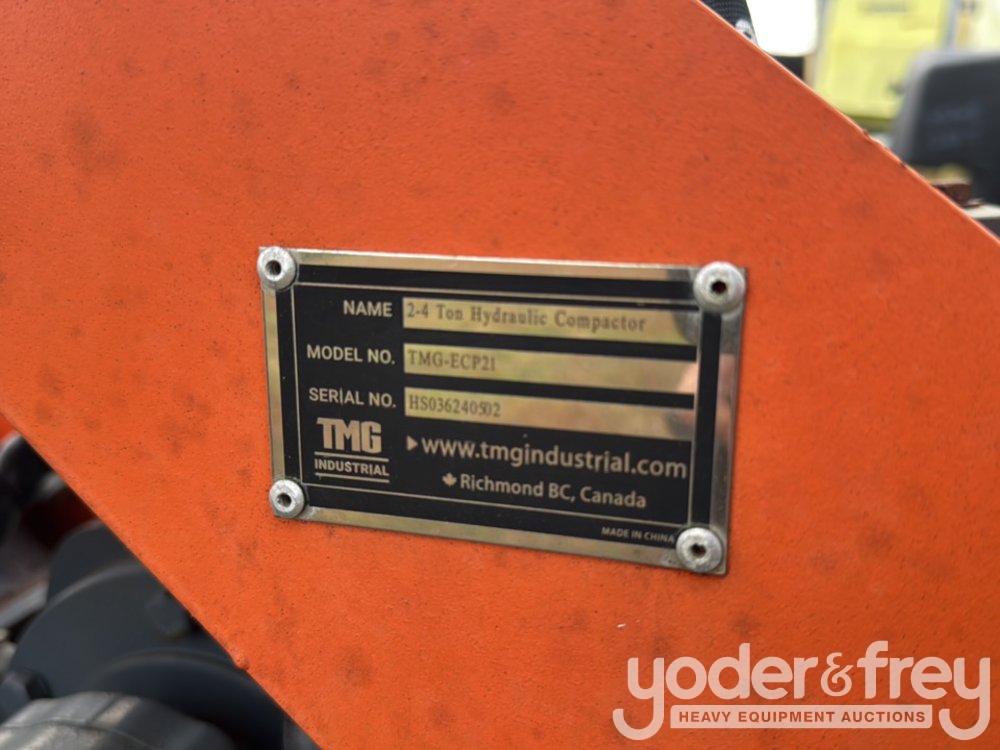 NAME 2-4 Ton Hydraulic Compactor
MODEL NO. TMG-ECP21
SERIAL NO. HS036240502
TMG
INDUSTRIAL
www.tmgindustrial.com
Richmond BC, Canada
MADE IN CHINA
yoder&frey
HEAVY EQUIPMENT AUCTIONS